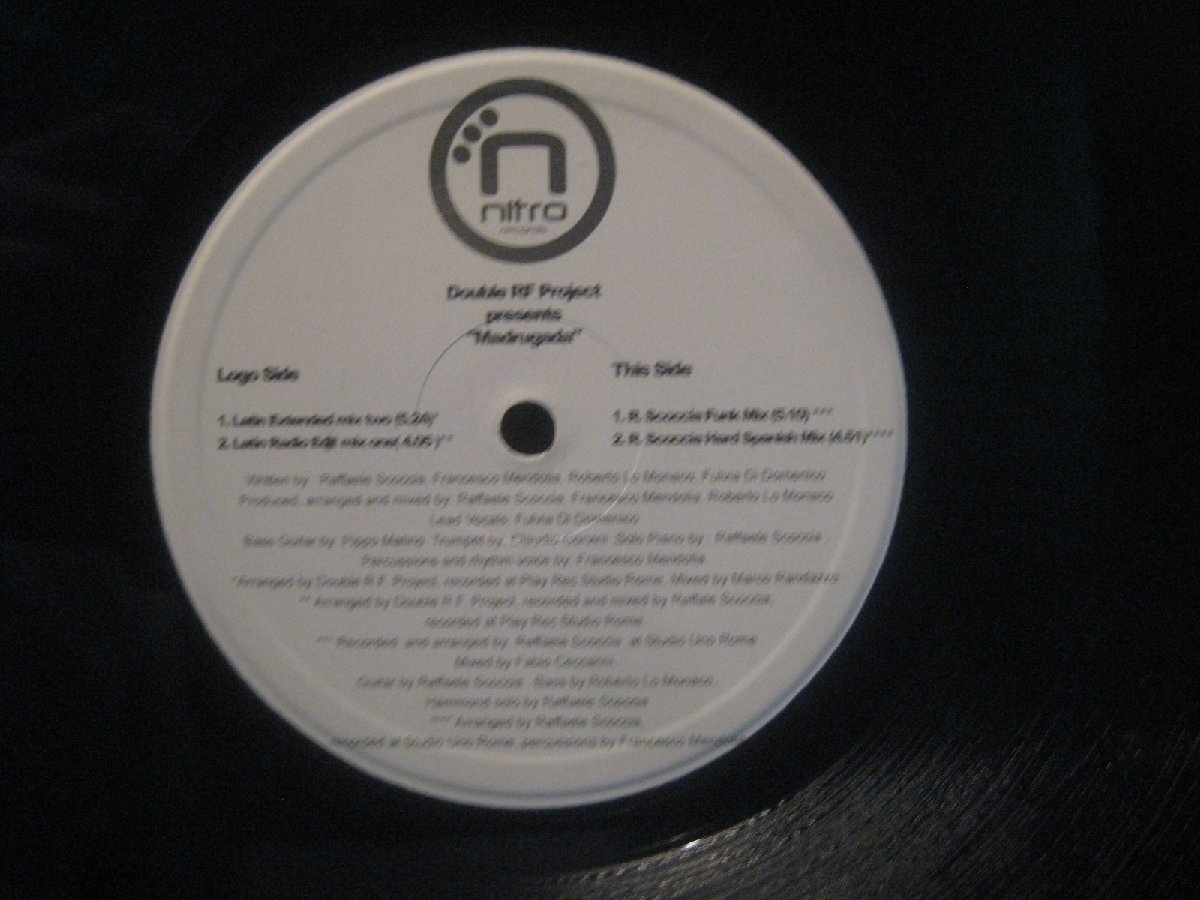 n
nitro
records
Double RF Project
presents
"Madrugada"
Logo Side
1. Latin Extended mix two (5.24)*
2. Latin Radio Edit mix one( 4.05 )**
This Side
1. R. Scoccia Funk Mix (5.10) ***
2. R. Scoccia Hard Spanish Mix (4.51)****
Written by : Raffaele Scoccia, Francesco Mendolia, Roberto Lo Monaco, Fulvia Di Domenico
Produced, arranged and mixed by: Raffaele Scoccia, Francesco Mendolia, Roberto Lo Monaco
Lead Vocals: Fulvia Di Domenico
Bass Guitar by: Pippo Matino Trumpet by: Claudio Solo Piano by : Raffaele Scoccia ,
Percussions and rhythm voice by: Francesco Mendolia
*Arranged by Double R.F. Project, recorded at Play Rec Studio Rome. Mixed by Marco
** Arranged by Double R.F. Project, recorded and mixed by Raffaele Scoccia,
recorded at Play Rec Studio Rome
*** Recorded and arranged by: Raffaele Scoccia at Studio Uno Rome
Mixed by Fabio
Guitar by Raffaele Scoccia , Bass by Roberto Lo Monaco,
Hammond solo by Raffaele Scoccia
**** Arranged by Raffaele Scoccia
recorded at Studio Uno Rome, percussions by Francesco Mendolia